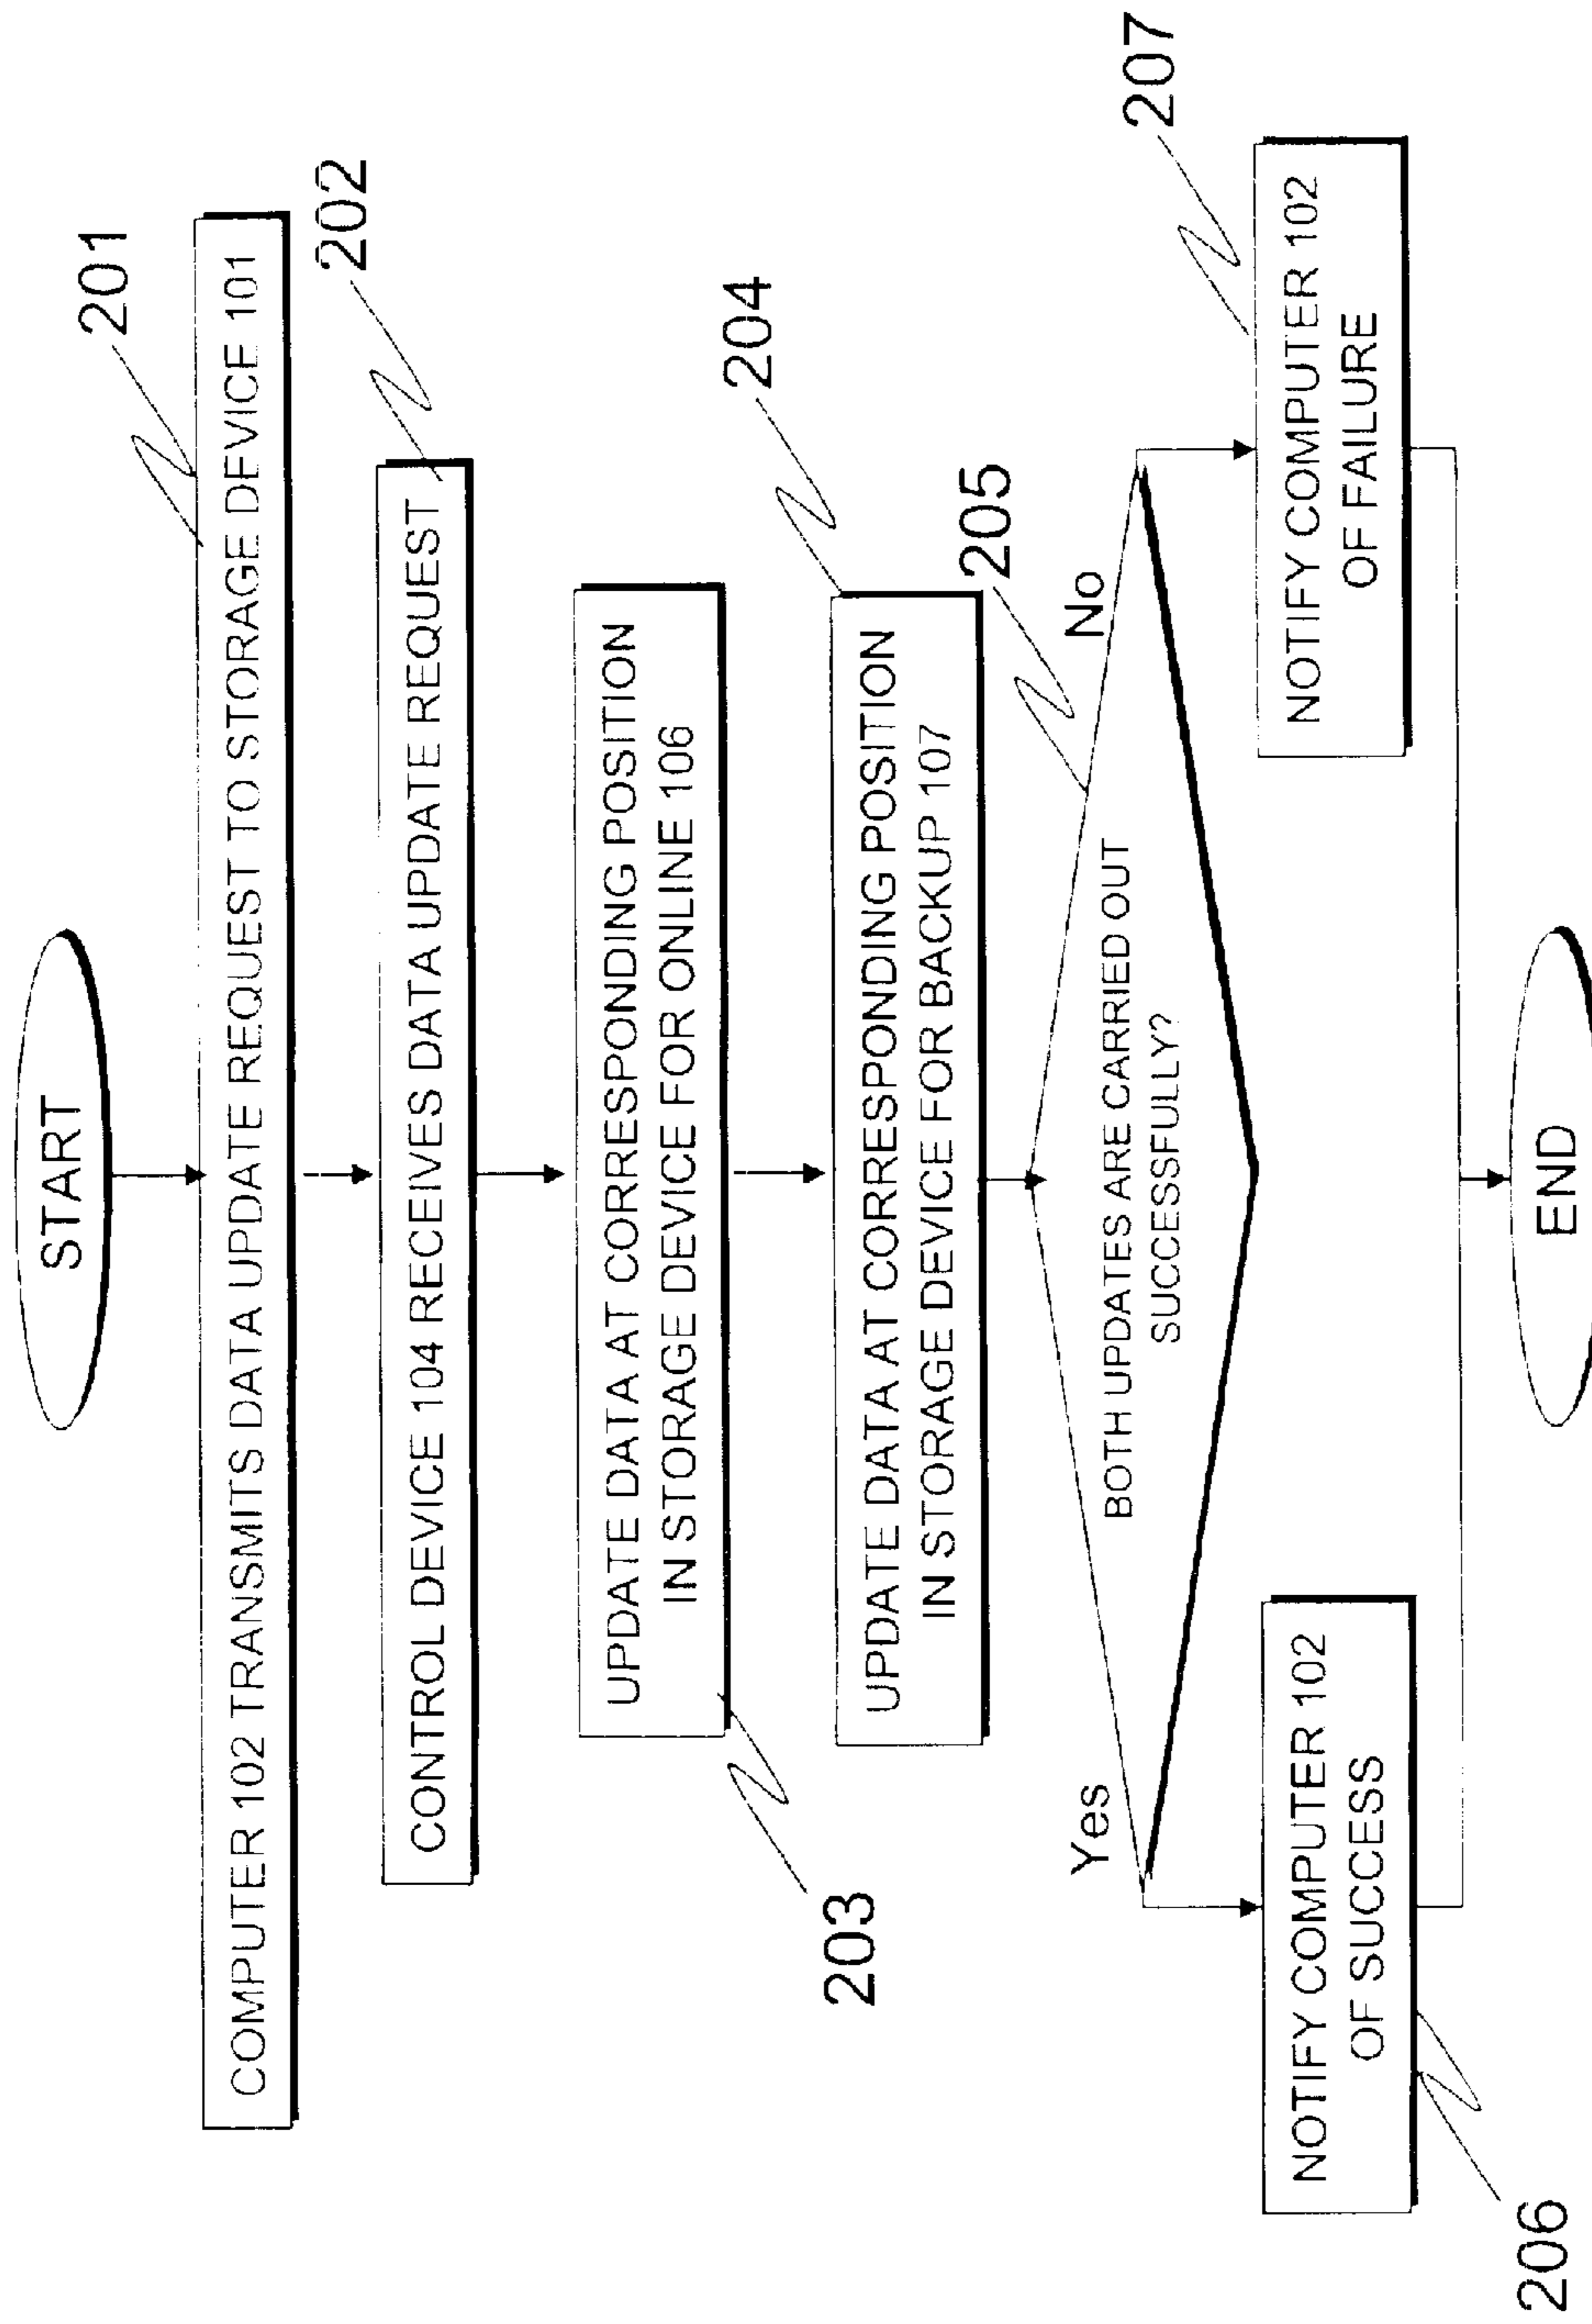 START
201
COMPUTER 102 TRANSMITS DATA UPDATE REQUEST TO STORAGE DEVICE 101
202
CONTROL DEVICE 104 RECEIVES DATA UPDATE REQUEST
203
UPDATE DATA AT CORRESPONDING POSITION
IN STORAGE DEVICE FOR ONLINE 106
204
UPDATE DATA AT CORRESPONDING POSITION
IN STORAGE DEVICE FOR BACKUP 107
205
Yes
No
BOTH UPDATES ARE CARRIED OUT
SUCCESSFULLY?
206
NOTIFY COMPUTER 102
OF SUCCESS
207
NOTIFY COMPUTER 102
OF FAILURE
END